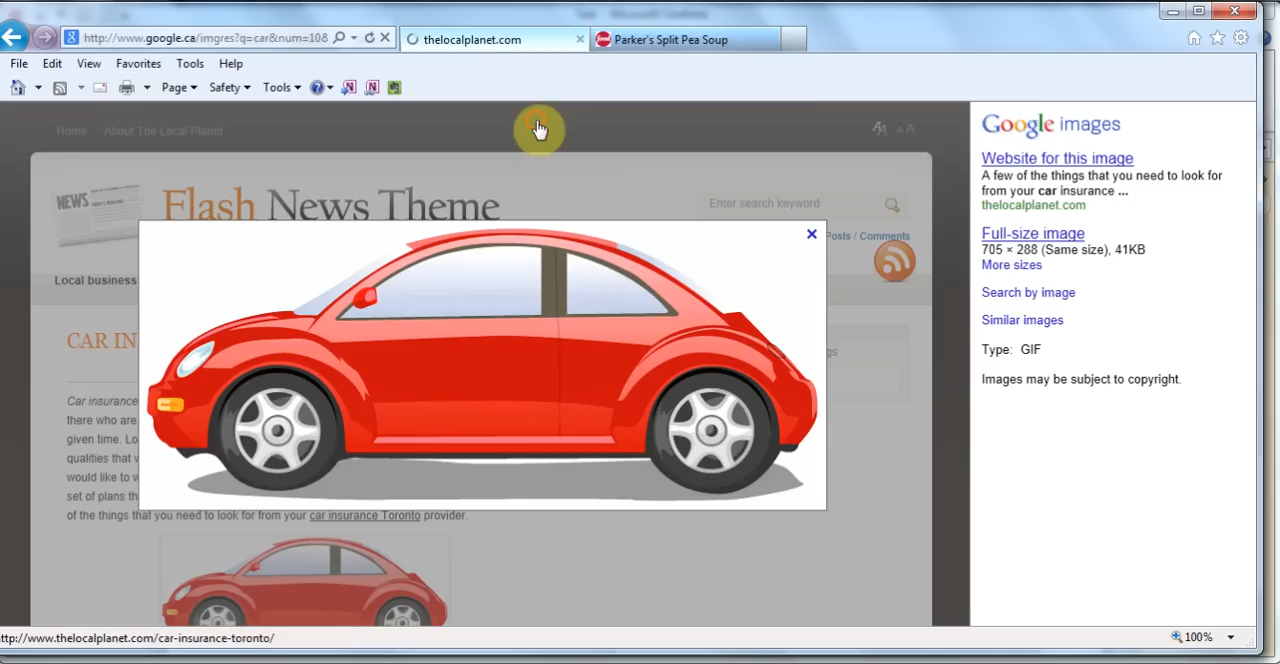 http://www.google.ca/imgres?q=car&num=108
thelocalplanet.com
Parker's Split Pea Soup
File Edit View Favorites Tools Help
Page Safety Tools
Home About The Local Planet
A A
NEWS
Flash News Theme
Enter search keyword
Posts / Comments
Local business
CAR IN
Car insurance
there who are
given time. Lo
qualities that
would like to
set of plans th
of the things that you need to look for from your car insurance Toronto provider.
Google images
Website for this image
A few of the things that you need to look for
from your car insurance ...
thelocalplanet.com
Full-size image
705 × 288 (Same size), 41KB
More sizes
Search by image
Similar images
Type: GIF
Images may be subject to copyright.
http://www.thelocalplanet.com/car-insurance-toronto/
100%